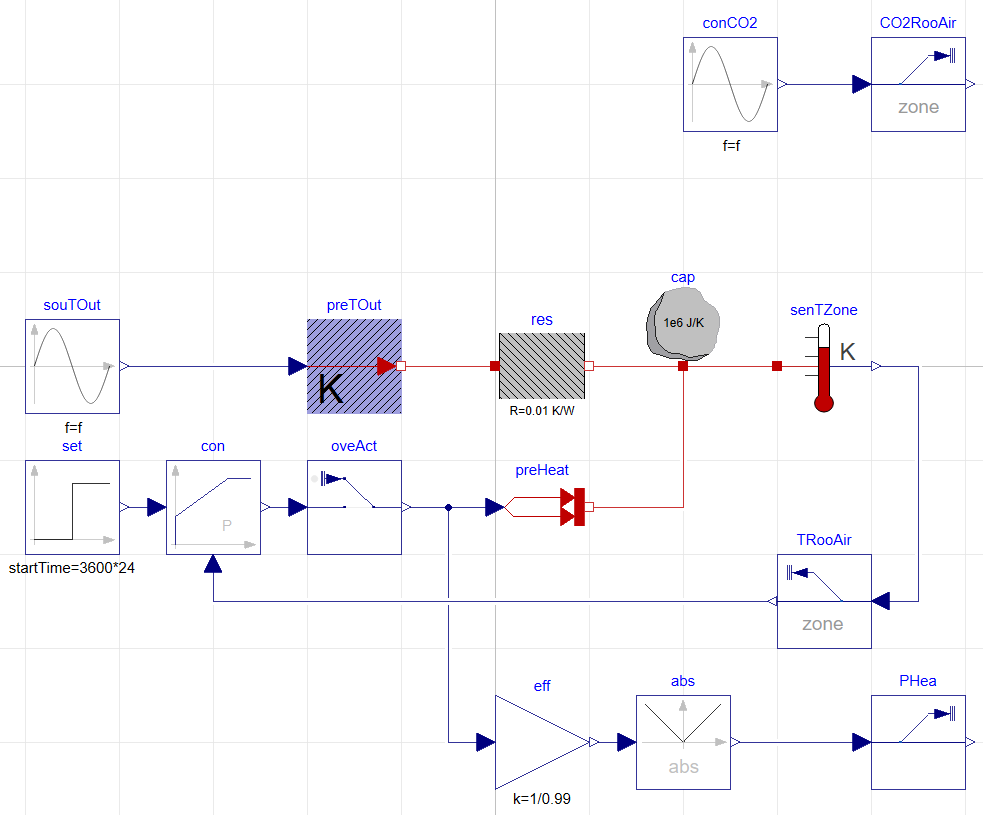 conCO2
CO2RooAir
zone
f=f
cap
souTOut
preTOut
res
1e6 J/K
senTZone
K
K
R=0.01 K/W
f=f
set
con
oveAct
preHeat
P
TRooAir
startTime=3600*24
zone
eff
abs
PHea
abs
k=1/0.99